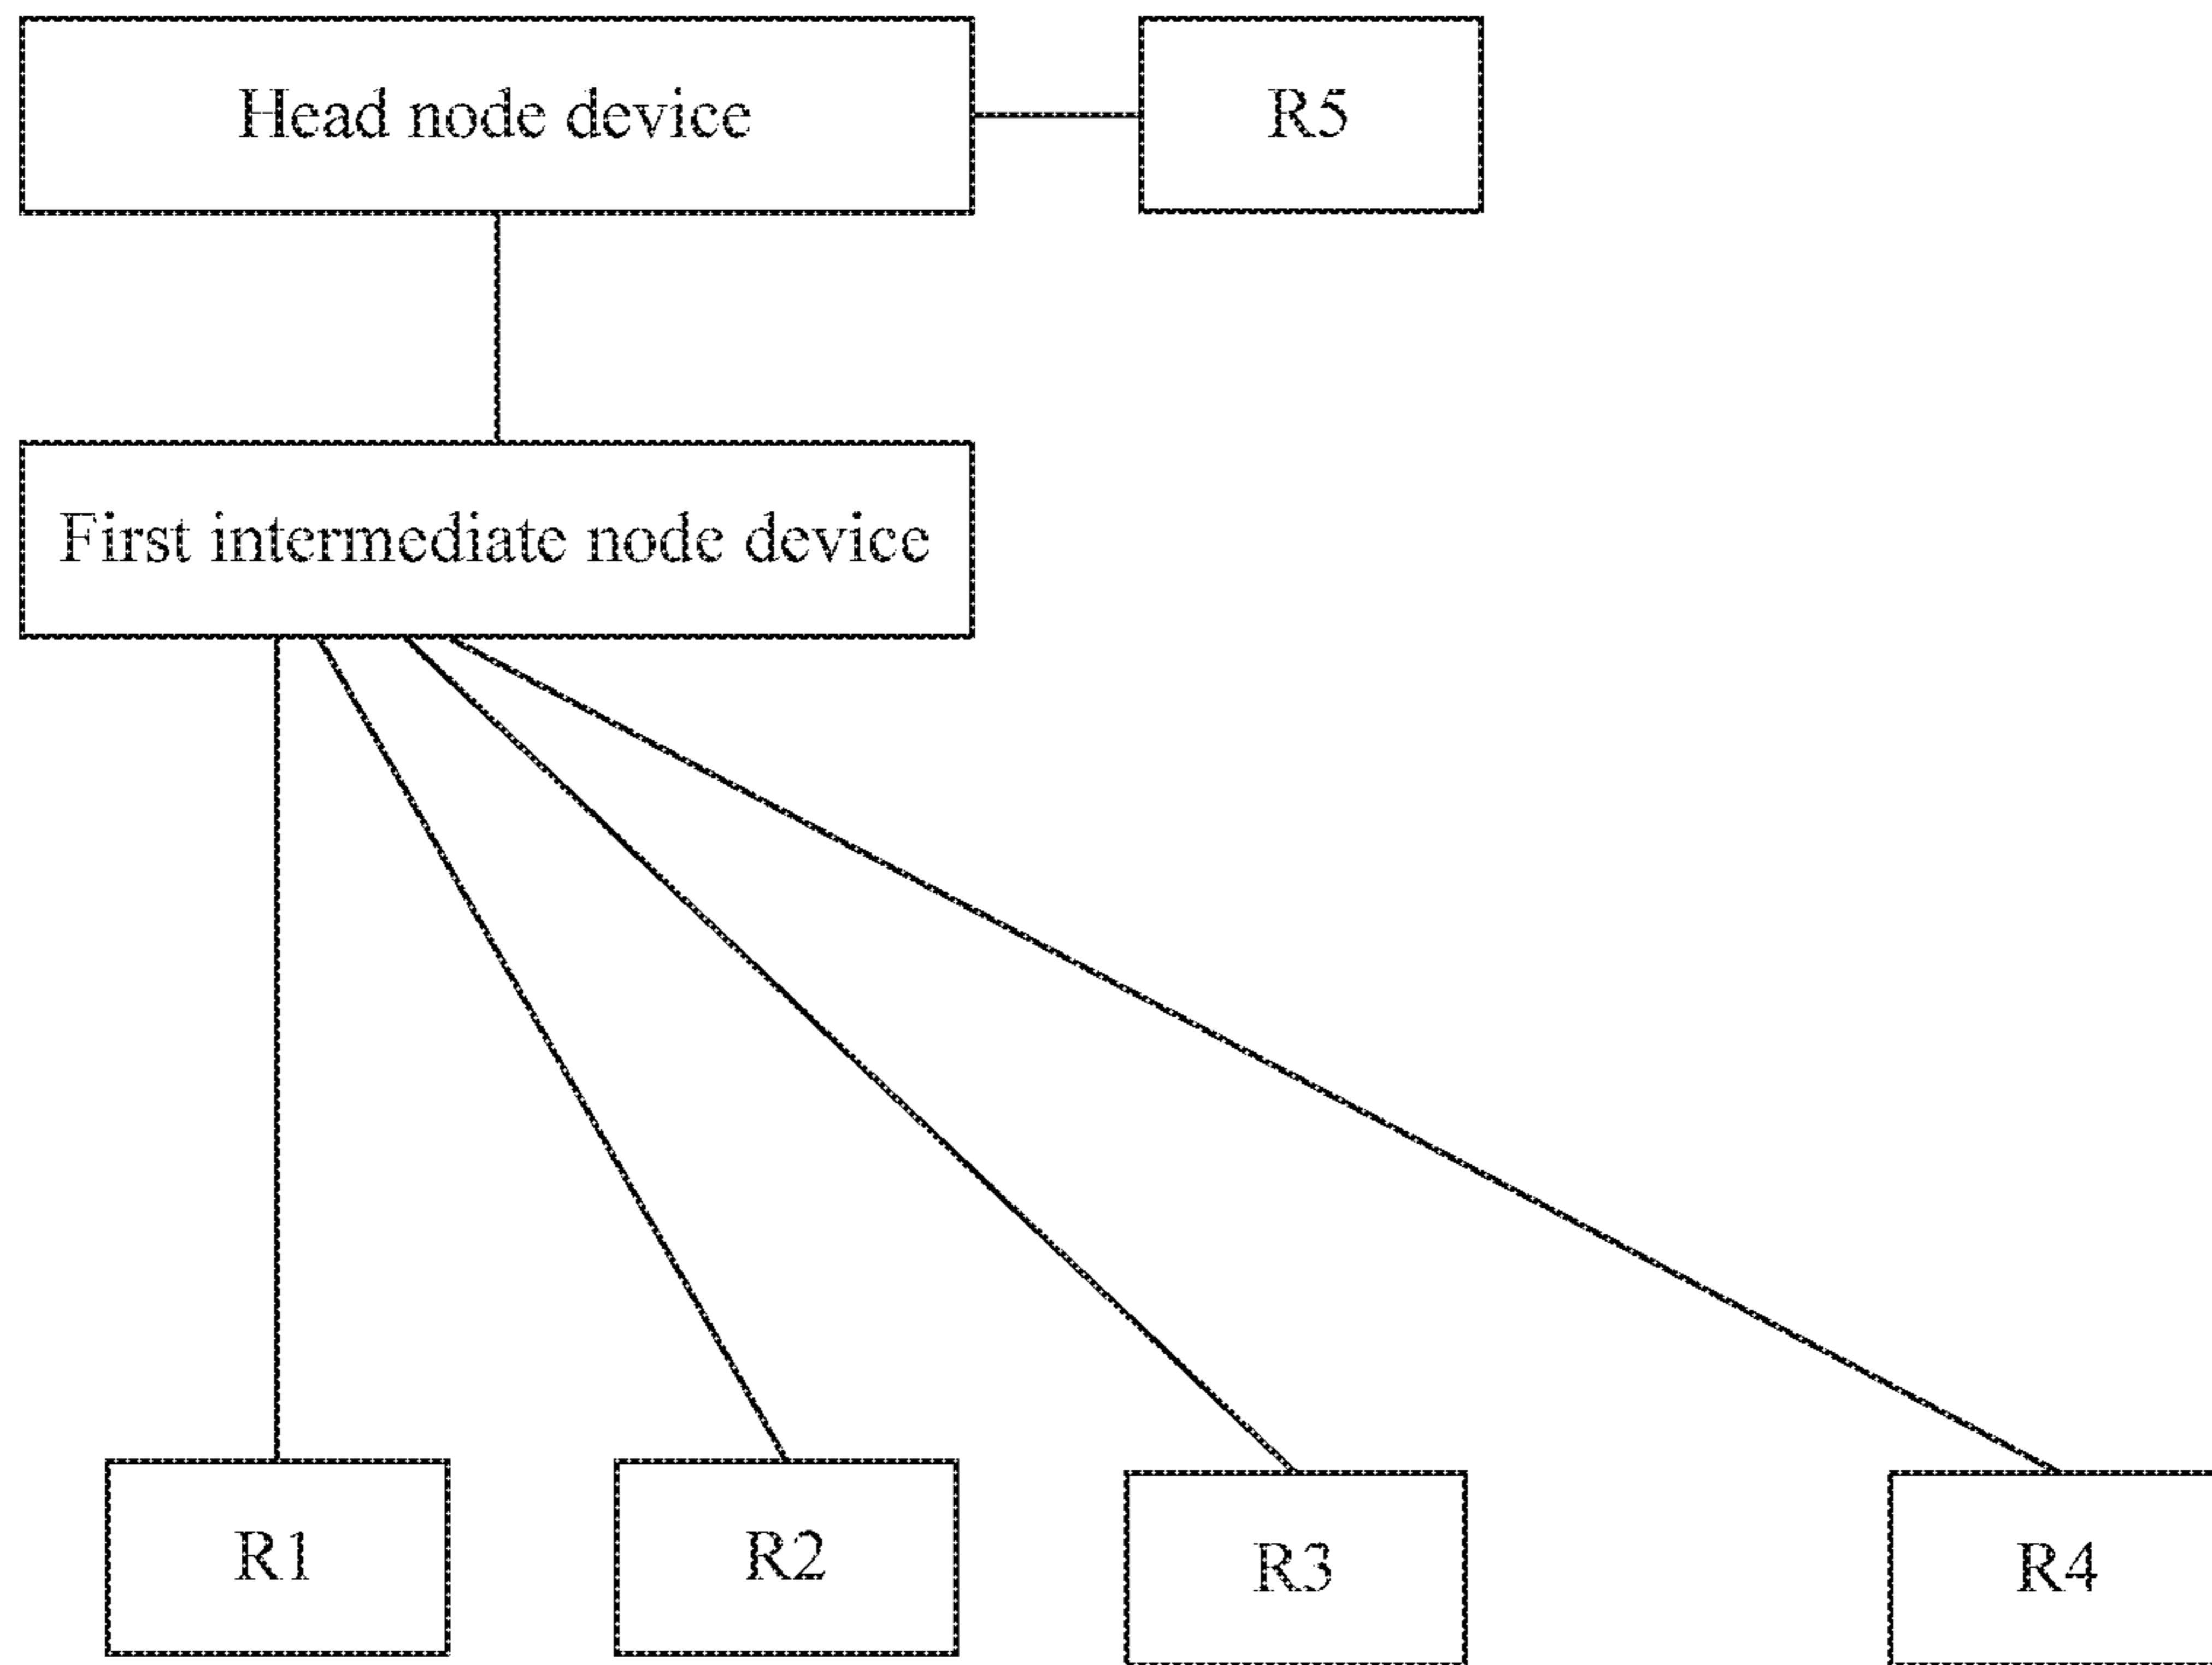 Head node device
R5
First intermediate node device
R1
R2
R3
R4